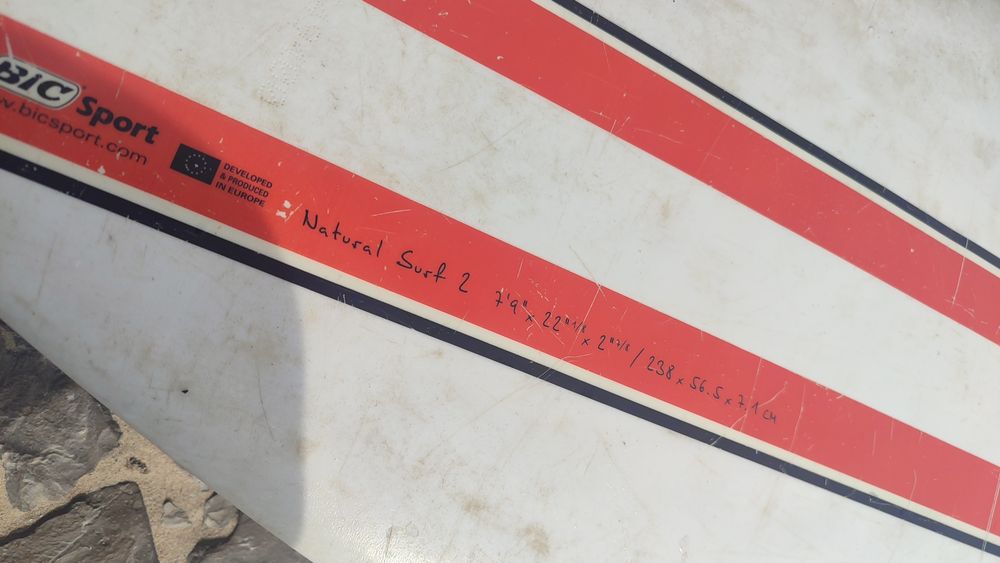 BIC Sport
w.bicsport.com
DEVELOPED
& PRODUCED
IN EUROPE
Natural Surf 2 7'9" x 22"1/8 x 2"7/8 / 238 x 56.5 x 7.1 cm